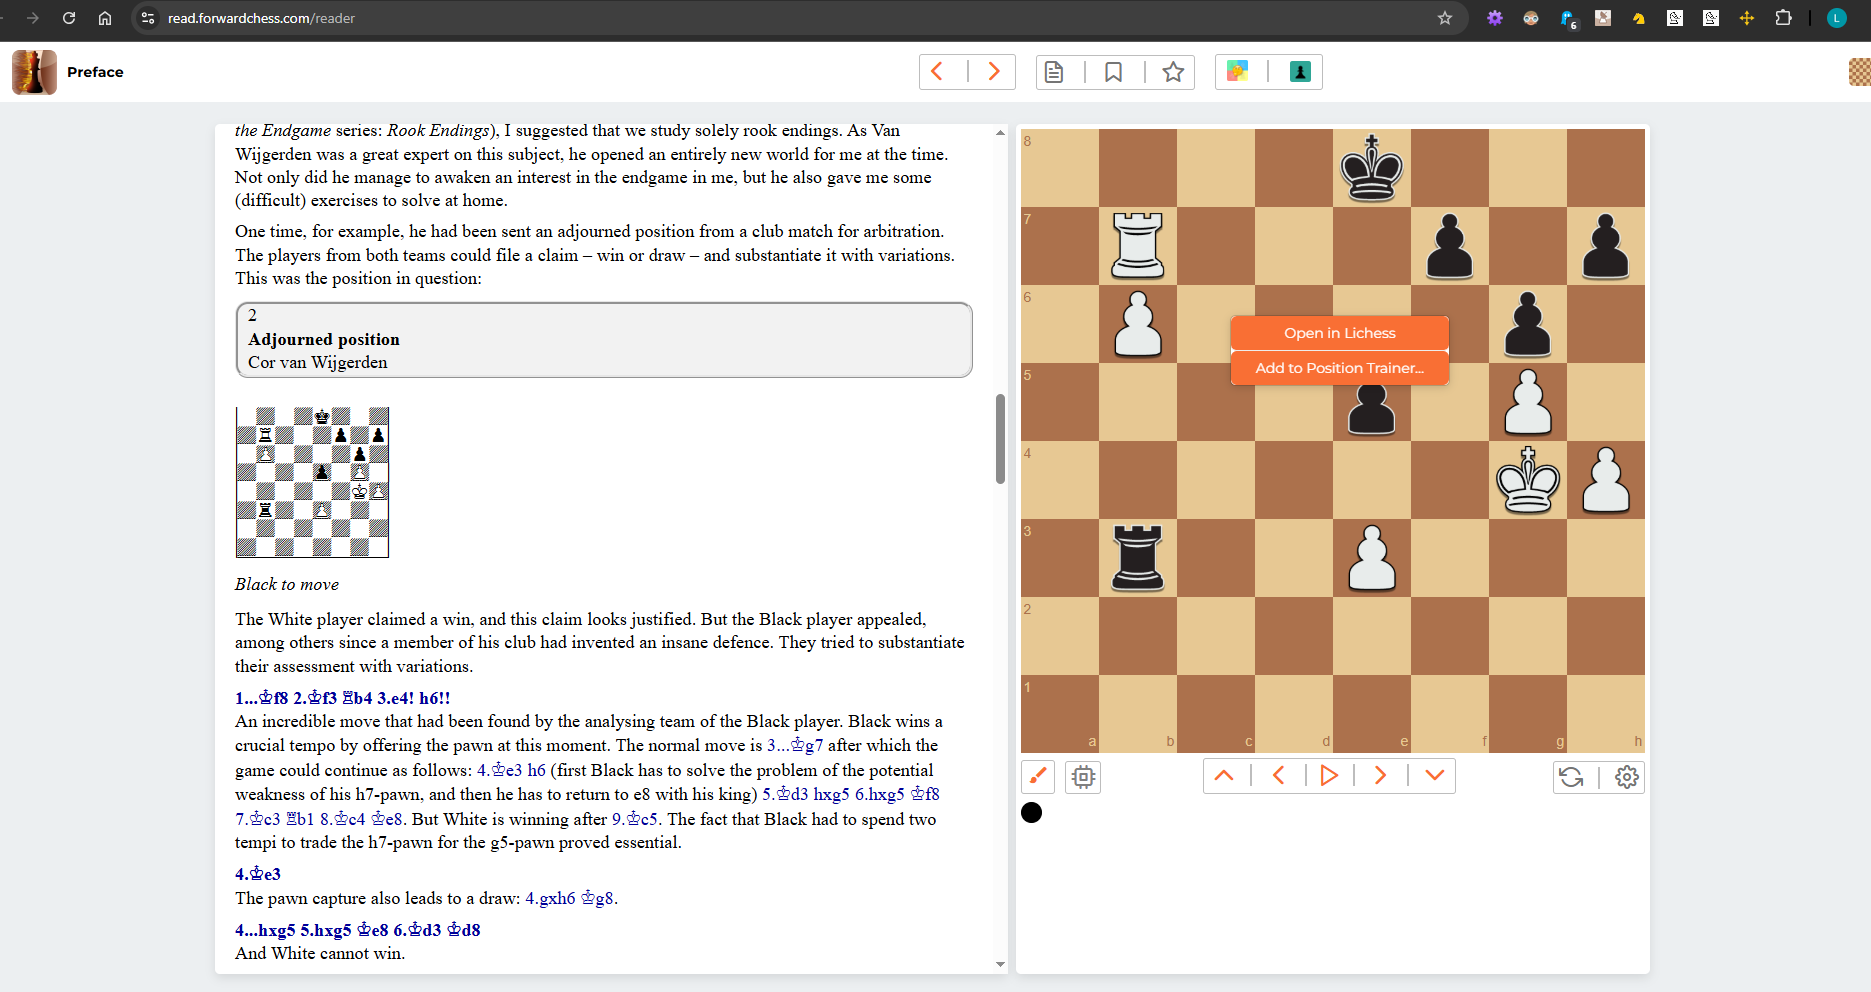 read.forwardchess.com/reader
6
L
Preface
the Endgame series: Rook Endings), I suggested that we study solely rook endings. As Van
Wijgerden was a great expert on this subject, he opened an entirely new world for me at the time.
Not only did he manage to awaken an interest in the endgame in me, but he also gave me some
(difficult) exercises to solve at home.
One time, for example, he had been sent an adjourned position from a club match for arbitration.
The players from both teams could file a claim – win or draw – and substantiate it with variations.
This was the position in question:
2
Adjourned position
Cor van Wijgerden
Black to move
The White player claimed a win, and this claim looks justified. But the Black player appealed,
among others since a member of his club had invented an insane defence. They tried to substantiate
their assessment with variations.
1...♔f8 2.♔f3 ♖b4 3.e4! h6!!
An incredible move that had been found by the analysing team of the Black player. Black wins a
crucial tempo by offering the pawn at this moment. The normal move is 3...♔g7 after which the
game could continue as follows: 4.♔e3 h6 (first Black has to solve the problem of the potential
weakness of his h7-pawn, and then he has to return to e8 with his king) 5.♔d3 hxg5 6.hxg5 ♔f8
7.♔c3 ♖b1 8.♔c4 ♔e8. But White is winning after 9.♔c5. The fact that Black had to spend two
tempi to trade the h7-pawn for the g5-pawn proved essential.
4.♔e3
The pawn capture also leads to a draw: 4.gxh6 ♔g8.
4...hxg5 5.hxg5 ♔e8 6.♔d3 ♔d8
And White cannot win.
8
7
6
Open in Lichess
Add to Position Trainer...
5
4
3
2
1
a b c d e f g h